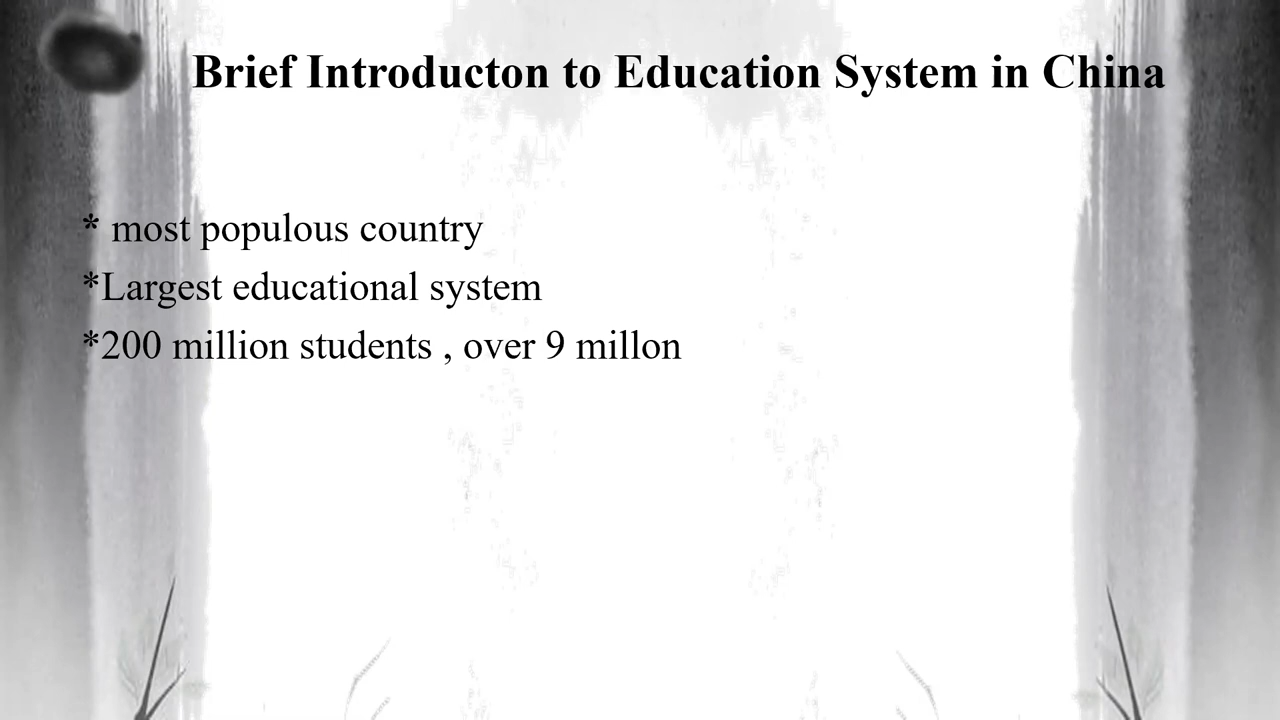 Brief Introducton to Education System in China
* most populous country
*Largest educational system
*200 million students , over 9 millon